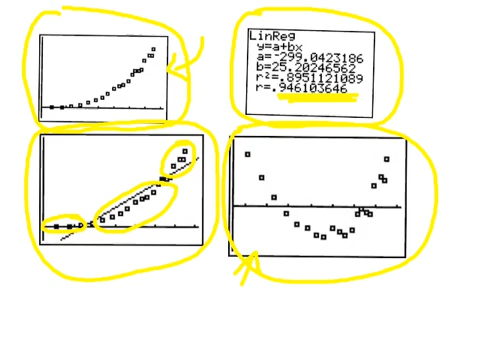 LinReg
y=a+bx
a=-299.0423186
b=25.20246562
r²=.8951121089
r=.946103646